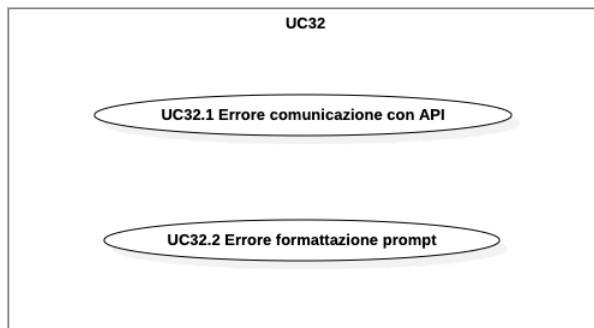 UC32
UC32.1 Errore comunicazione con API
UC32.2 Errore formattazione prompt